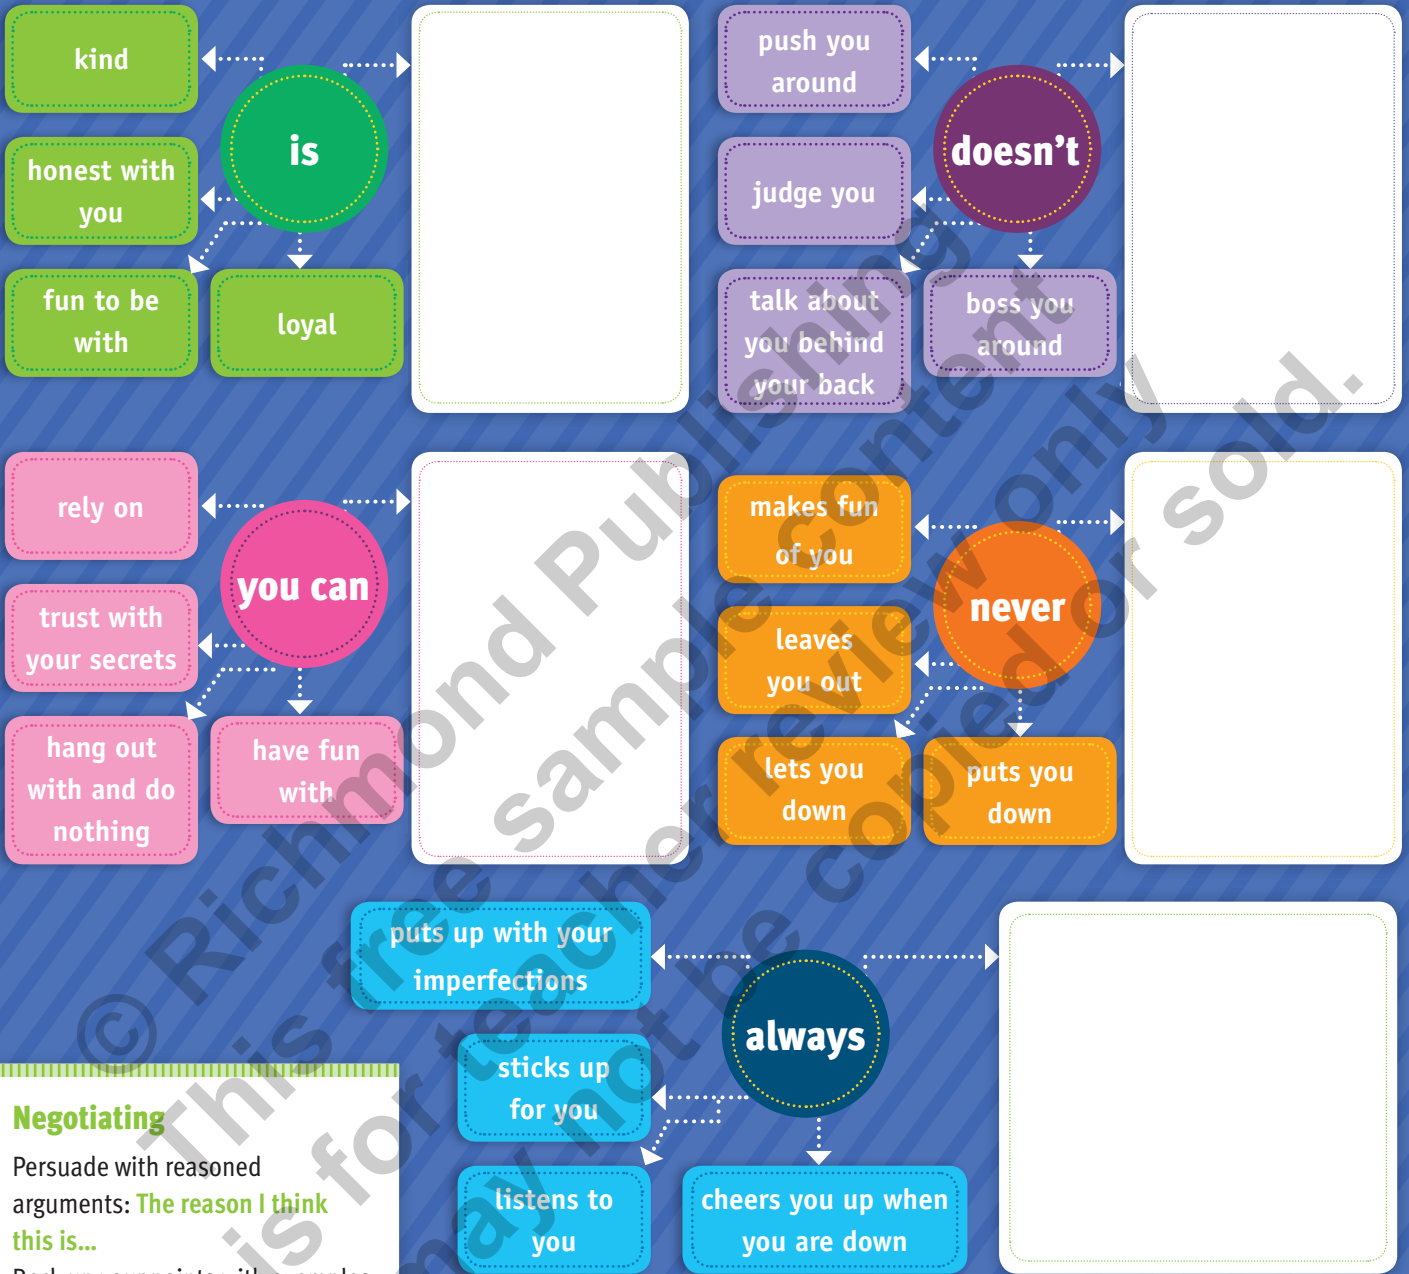 kind
honest with
you
fun to be
with
loyal
is
push you
around
judge you
talk about
you behind
your back
boss you
around
doesn't
rely on
trust with
your secrets
hang out
with and do
nothing
have fun
with
you can
makes fun
of you
leaves
you out
lets you
down
puts you
down
never
puts up with your
imperfections
sticks up
for you
listens to
you
cheers you up when
you are down
always
Negotiating
Persuade with reasoned
arguments: The reason I think
this is...
© Richmond Publishing
This free sample content
is for teacher review only
may not be copied or sold.